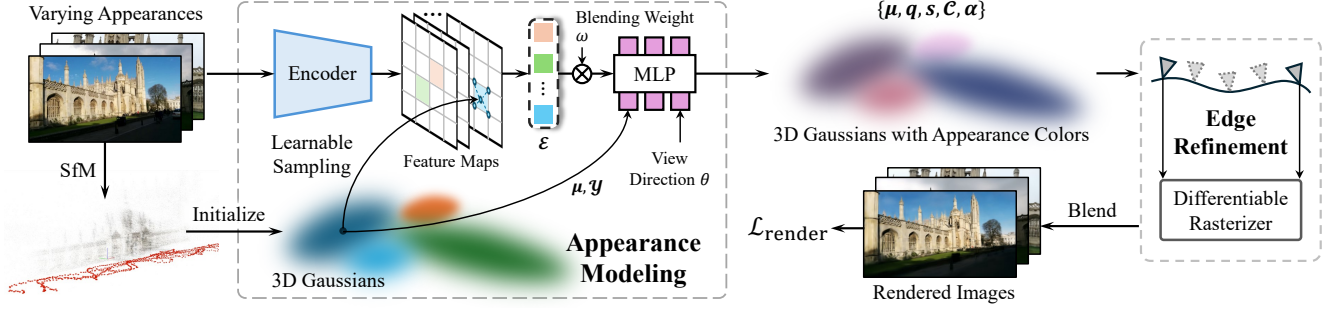 Varying Appearances
SfM
Initialize
Encoder
Learnable
Sampling
Feature Maps
ℰ
Blending Weight
ω
MLP
View
Direction θ
μ, 𝒴
3D Gaussians
Appearance
Modeling
{μ, q, s, 𝒞, α}
3D Gaussians with Appearance Colors
Edge
Refinement
Differentiable
Rasterizer
Blend
ℒrender
Rendered Images